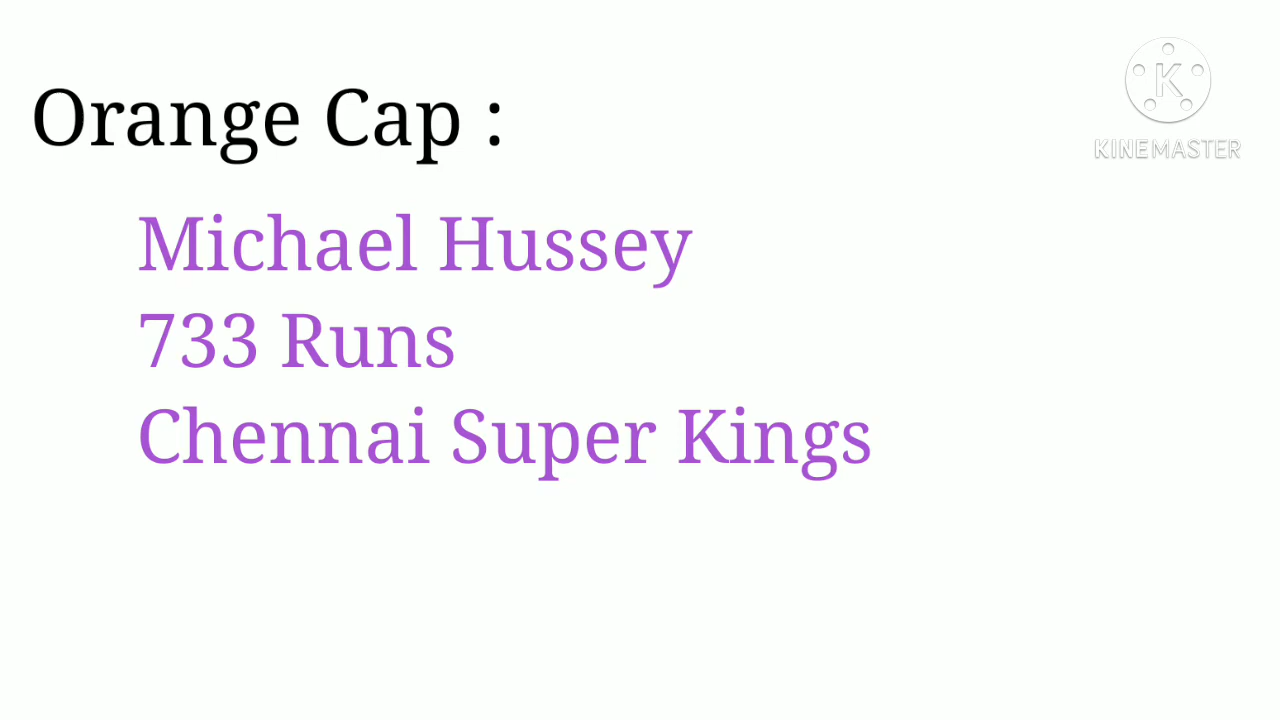 Orange Cap :
Michael Hussey
733 Runs
Chennai Super Kings
K
KINEMASTER